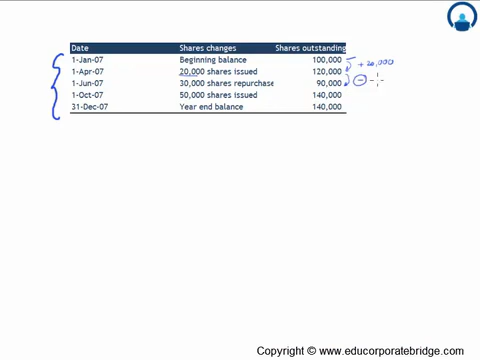 Date Shares changes Shares outstanding
1-Jan-07 Beginning balance 100,000
1-Apr-07 20,000 shares issued 120,000 + 20,000
1-Jun-07 30,000 shares repurchase 90,000 -
1-Oct-07 50,000 shares issued 140,000
31-Dec-07 Year end balance 140,000
Copyright © www.educorporatebridge.com